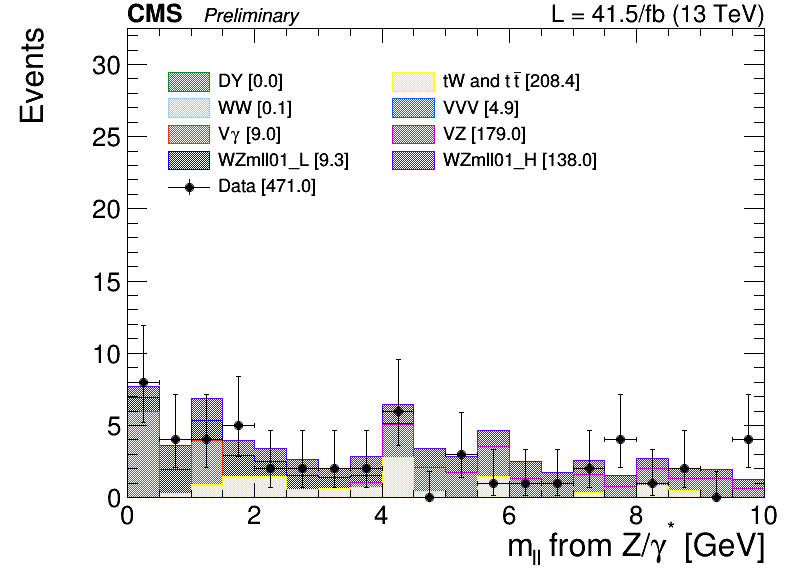 CMS Preliminary L = 41.5/fb (13 TeV)
Events
DY [0.0] tW and t t̅ [208.4]
WW [0.1] VVV [4.9]
Vγ [9.0] VZ [179.0]
WZmll01_L [9.3] WZmll01_H [138.0]
Data [471.0]
30
25
20
15
10
5
0
0 2 4 6 8 10
m_ll from Z/γ* [GeV]